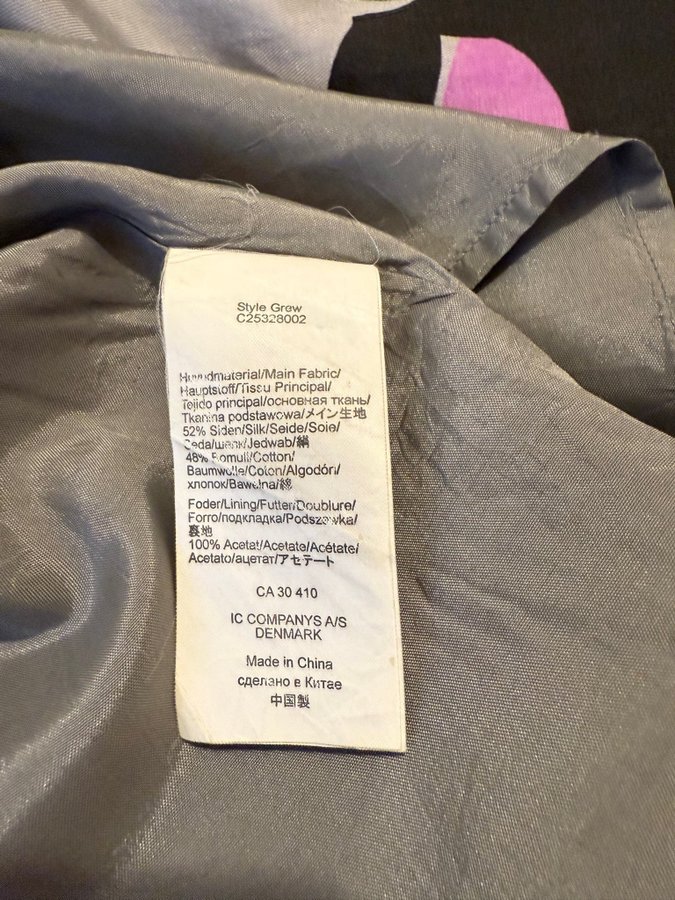 Style Grew
C25328002
Huvudmaterial/Main Fabric/
Hauptstoff/Tissu Principal/
Tejido principal/основная ткань/
Tkanina podstawowa/メイン生地
52% Siden/Silk/Seide/Soie/
Seda/шелк/Jedwab/絹
48% Bomull/Cotton/
Baumwolle/Coton/Algodón/
хлопок/Bawełna/綿
Foder/Lining/Futter/Doublure/
Forro/подкладка/Podszewka/
裏地
100% Acetat/Acetate/Acétate/
Acetato/ацетат/アセテート
CA 30 410
IC COMPANYS A/S
DENMARK
Made in China
сделано в Китае
中国製